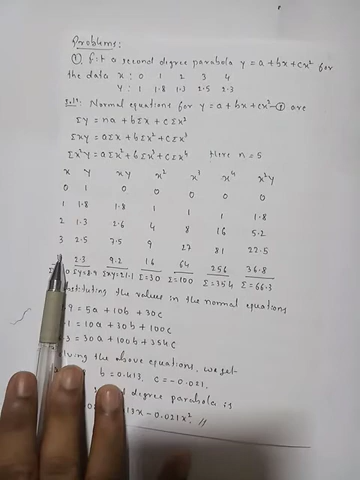 Problems:
① Fit a second degree parabola y = a + bx + cx² for
the data x : 0 1 2 3 4
Y : 1 1.8 1.3 2.5 2.3
Sol: Normal equations for y = a + bx + cx² -① are
Σy = na + bΣx + cΣx²
Σxy = aΣx + bΣx² + cΣx³
Σx²y = aΣx² + bΣx³ + cΣx⁴ Here n = 5
x y xy x² x³ x⁴ x²y
0 1 0 0 0 0 0
1 1.8 1.8 1 1 1 1.8
2 1.3 2.6 4 8 16 5.2
3 2.5 7.5 9 27 81 22.5
2.3 9.2 16 64 256 36.8
Σy=8.9 Σxy=21.1 Σ=30 Σ=100 Σ=354 Σ=66.3
the values in the normal equations
= 5a + 10b + 30c
= 10a + 30b + 100c
= 30a + 100b + 354c
the above equations, we get
b = 0.413, c = -0.021.
degree parabola is
x - 0.021x². //